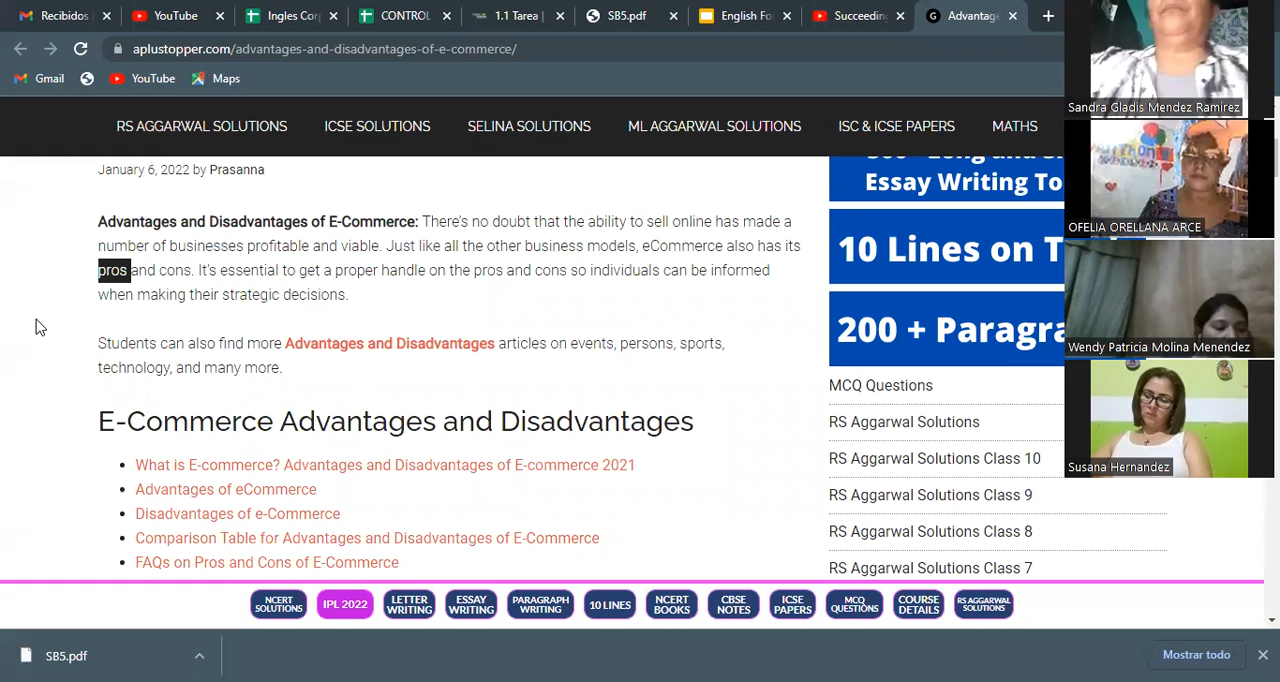 Recibidos
YouTube
Ingles Cor
CONTROL
1.1 Tarea
SB5.pdf
English Fo
Succeeding
Advantag
aplustopper.com/advantages-and-disadvantages-of-e-commerce/
Gmail
YouTube
Maps
RS AGGARWAL SOLUTIONS
ICSE SOLUTIONS
SELINA SOLUTIONS
ML AGGARWAL SOLUTIONS
ISC & ICSE PAPERS
MATHS
January 6, 2022 by Prasanna
Advantages and Disadvantages of E-Commerce: There's no doubt that the ability to sell online has made a
number of businesses profitable and viable. Just like all the other business models, eCommerce also has its
pros and cons. It's essential to get a proper handle on the pros and cons so individuals can be informed
when making their strategic decisions.
Students can also find more Advantages and Disadvantages articles on events, persons, sports,
technology, and many more.
E-Commerce Advantages and Disadvantages
What is E-commerce? Advantages and Disadvantages of E-commerce 2021
Advantages of eCommerce
Disadvantages of e-Commerce
Comparison Table for Advantages and Disadvantages of E-Commerce
FAQs on Pros and Cons of E-Commerce
Essay Writing To
10 Lines on T
200 + Paragra
MCQ Questions
RS Aggarwal Solutions
RS Aggarwal Solutions Class 10
RS Aggarwal Solutions Class 9
RS Aggarwal Solutions Class 8
RS Aggarwal Solutions Class 7
Sandra Gladis Mendez Ramirez
OFELIA ORELLANA ARCE
Wendy Patricia Molina Menendez
Susana Hernandez
NCERT SOLUTIONS
IPL 2022
LETTER WRITING
ESSAY WRITING
PARAGRAPH WRITING
10 LINES
NCERT BOOKS
CBSE NOTES
ICSE PAPERS
MCQ QUESTIONS
COURSE DETAILS
RS AGGARWAL SOLUTIONS
SB5.pdf
Mostrar todo